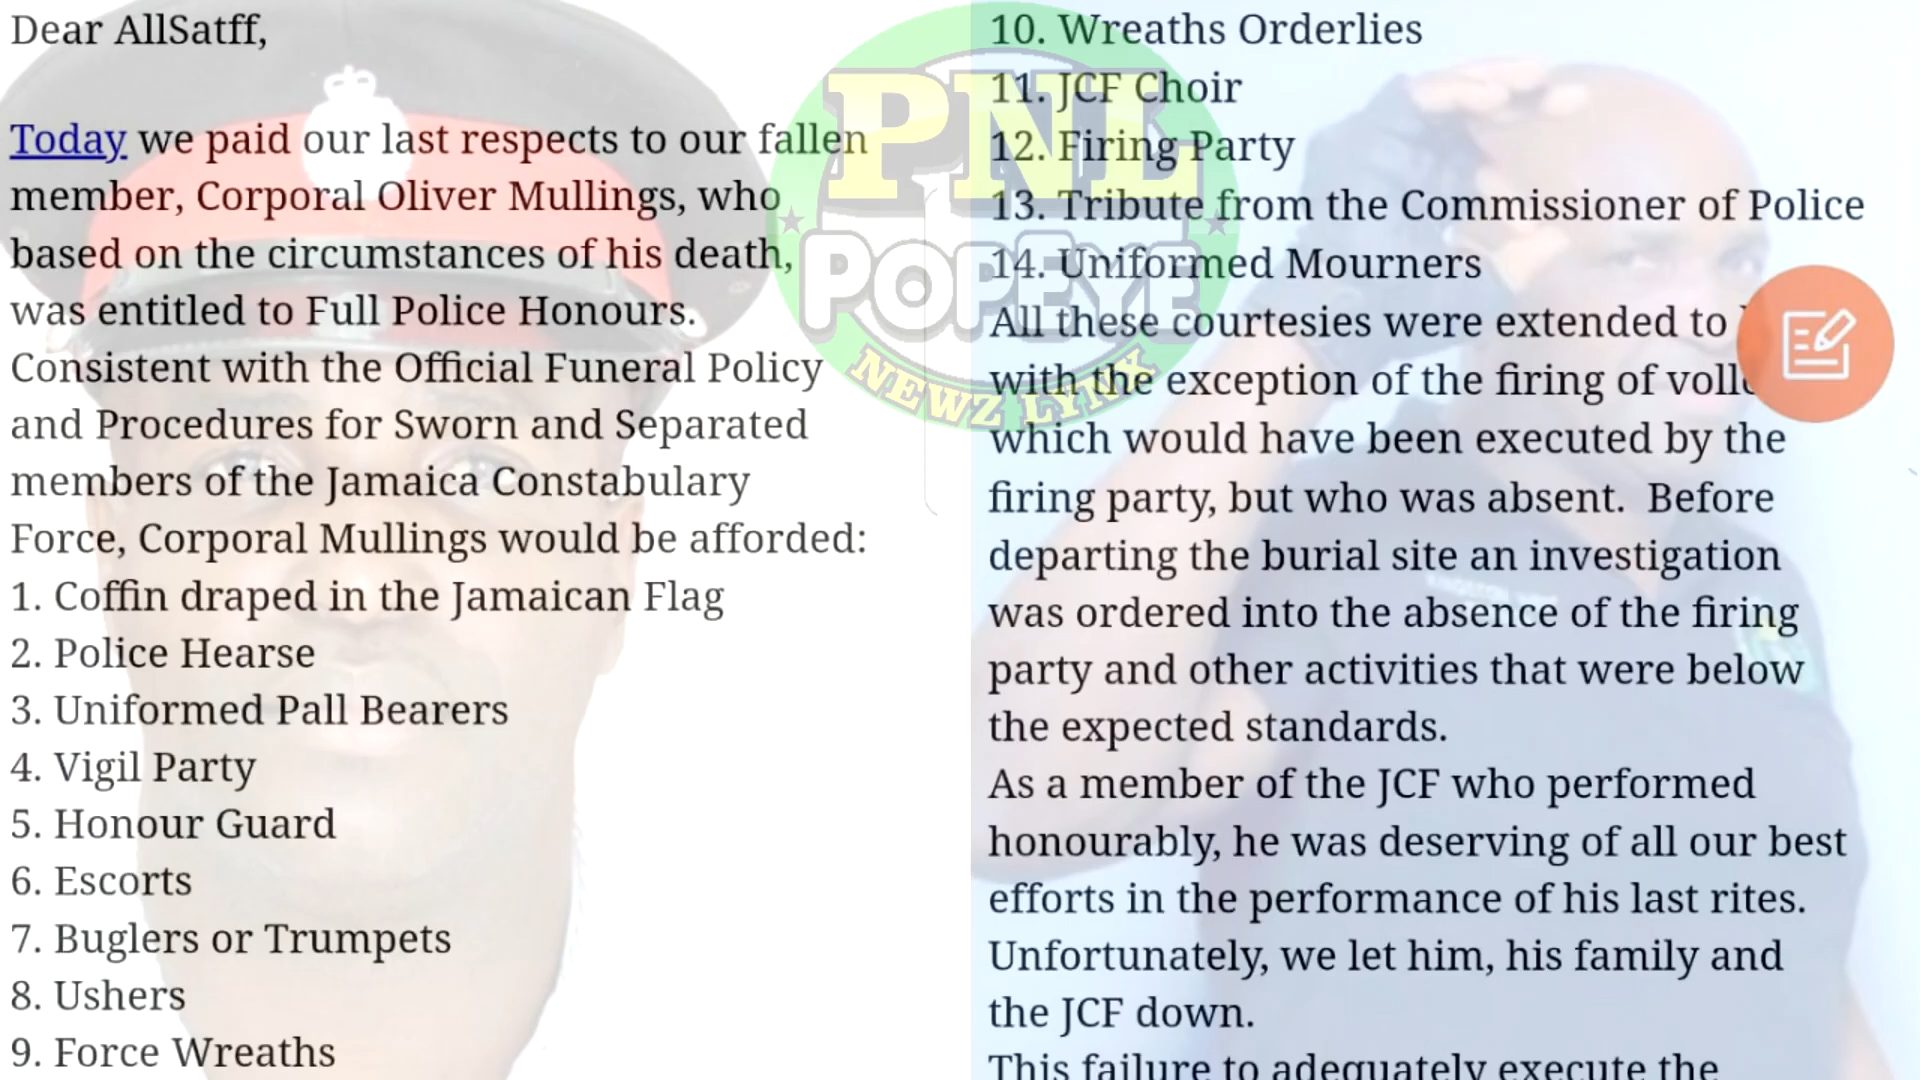 Dear AllSatff,
Today we paid our last respects to our fallen
member, Corporal Oliver Mullings, who
based on the circumstances of his death,
was entitled to Full Police Honours.
Consistent with the Official Funeral Policy
and Procedures for Sworn and Separated
members of the Jamaica Constabulary
Force, Corporal Mullings would be afforded:
1. Coffin draped in the Jamaican Flag
2. Police Hearse
3. Uniformed Pall Bearers
4. Vigil Party
5. Honour Guard
6. Escorts
7. Buglers or Trumpets
8. Ushers
9. Force Wreaths
PNL
POPEYE
NEWZ LYNX
10. Wreaths Orderlies
11. JCF Choir
12. Firing Party
13. Tribute from the Commissioner of Police
14. Uniformed Mourners
All these courtesies were extended to
with the exception of the firing of
which would have been executed by the
firing party, but who was absent. Before
departing the burial site an investigation
was ordered into the absence of the firing
party and other activities that were below
the expected standards.
As a member of the JCF who performed
honourably, he was deserving of all our best
efforts in the performance of his last rites.
Unfortunately, we let him, his family and
the JCF down.
This failure to adequately execute the